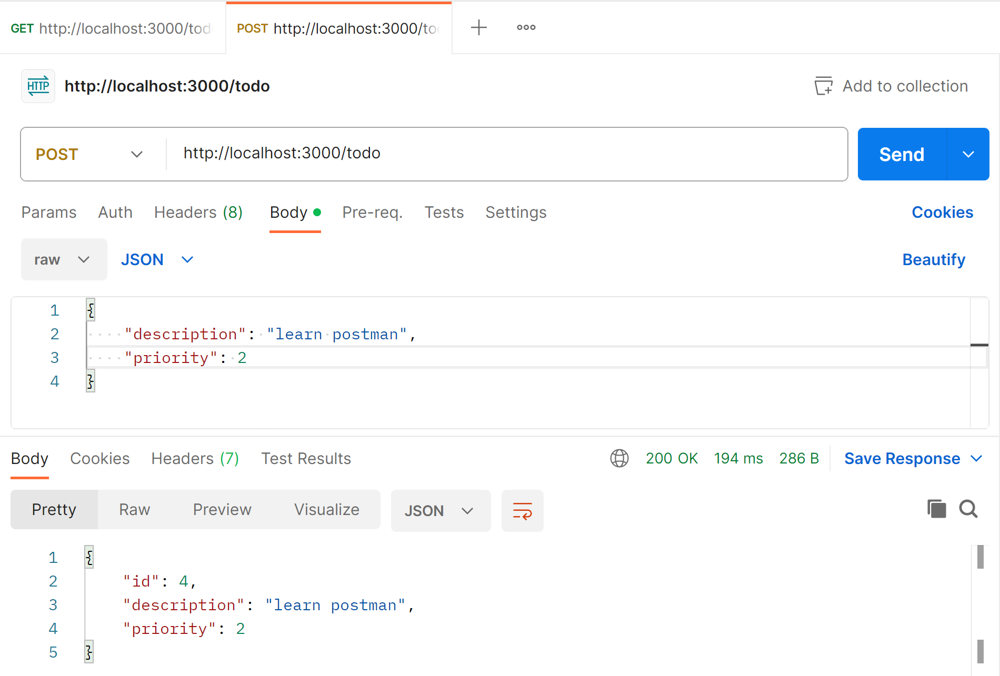 GET http://localhost:3000/tod POST http://localhost:3000/to
HTTP http://localhost:3000/todo Add to collection
POST http://localhost:3000/todo Send
Params Auth Headers (8) Body Pre-req. Tests Settings Cookies
raw JSON Beautify
1 {
2 "description": "learn postman",
3 "priority": 2
4 }
Body Cookies Headers (7) Test Results 200 OK 194 ms 286 B Save Response
Pretty Raw Preview Visualize JSON
1 {
2 "id": 4,
3 "description": "learn postman",
4 "priority": 2
5 }